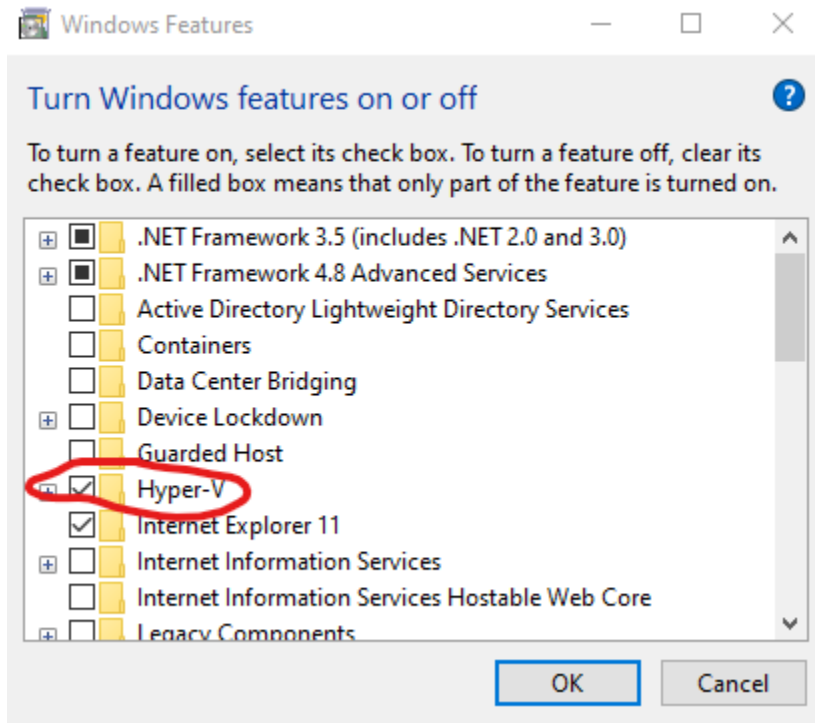 Windows Features
Turn Windows features on or off
To turn a feature on, select its check box. To turn a feature off, clear its
check box. A filled box means that only part of the feature is turned on.
.NET Framework 3.5 (includes .NET 2.0 and 3.0)
.NET Framework 4.8 Advanced Services
Active Directory Lightweight Directory Services
Containers
Data Center Bridging
Device Lockdown
Guarded Host
Hyper-V
Internet Explorer 11
Internet Information Services
Internet Information Services Hostable Web Core
Legacy Components
OK
Cancel